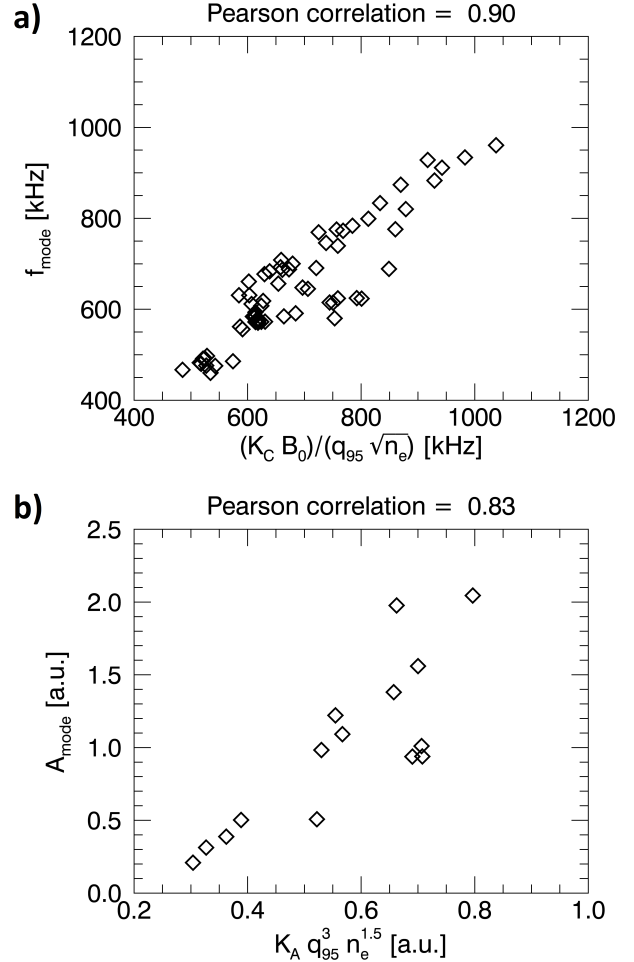 a)
Pearson correlation = 0.90
1200
1000
800
600
400
f_mode [kHz]
400 600 800 1000 1200
(K_C B_0)/(q_95 √n_e) [kHz]
b)
Pearson correlation = 0.83
2.5
2.0
1.5
1.0
0.5
0.0
A_mode [a.u.]
0.2 0.4 0.6 0.8 1.0
K_A q_95^3 n_e^1.5 [a.u.]